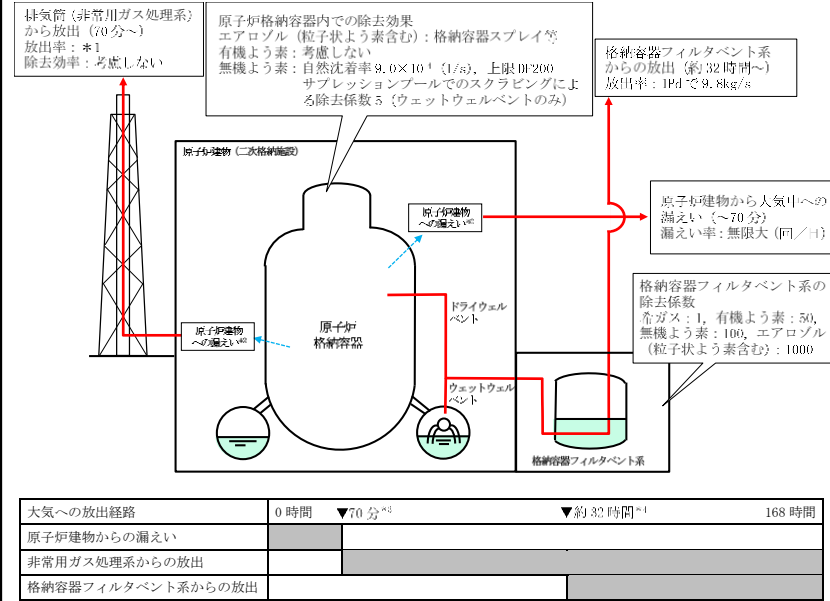 排気筒（非常用ガス処理系）
から放出（70分～）
放出率：＊1
除去効率：考慮しない
原子炉格納容器内での除去効果
エアロゾル（粒子状よう素含む）：格納容器スプレイ等
有機よう素：考慮しない
無機よう素：自然沈着率9.0×10 (1/s)，上限DF200
サプレッションプールでのスクラビングによ
る除去係数5（ウェットウェルベントのみ）
格納容器フィルタベント系
からの放出（約32時間～）
放出率：1Pdで9.8kg/s
原子炉建物（二次格納施設）
原子炉建物
への漏えい※2
原子炉建物から大気中への
漏えい（～70分）
漏えい率：無限大（回／日）
格納容器フィルタベント系の
除去係数
希ガス：1，有機よう素：50，
無機よう素：100，エアロゾル
（粒子状よう素含む）：1000
ドライウェル
ベント
原子炉
格納容器
原子炉建物
への漏えい※2
ウェットウェル
ベント
格納容器フィルタベント系
大気への放出経路 0時間 ▼70分※3 ▼約32時間※4 168時間
原子炉建物からの漏えい
非常用ガス処理系からの放出
格納容器フィルタベント系からの放出